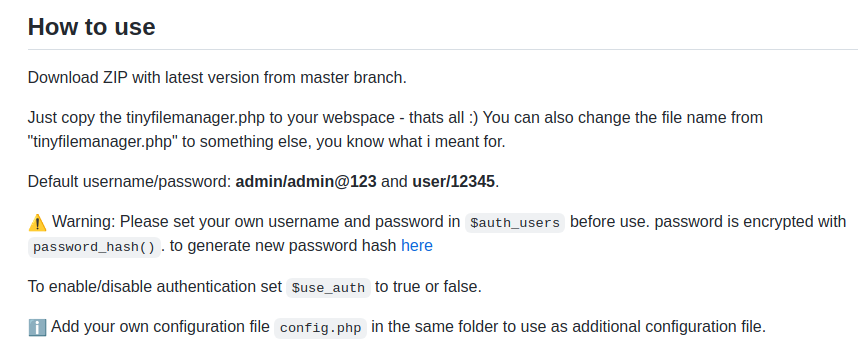 How to use
Download ZIP with latest version from master branch.
Just copy the tinyfilemanager.php to your webspace - thats all :) You can also change the file name from
"tinyfilemanager.php" to something else, you know what i meant for.
Default username/password: admin/admin@123 and user/12345.
⚠️ Warning: Please set your own username and password in $auth_users before use. password is encrypted with
password_hash() . to generate new password hash here
To enable/disable authentication set $use_auth to true or false.
ℹ️ Add your own configuration file config.php in the same folder to use as additional configuration file.